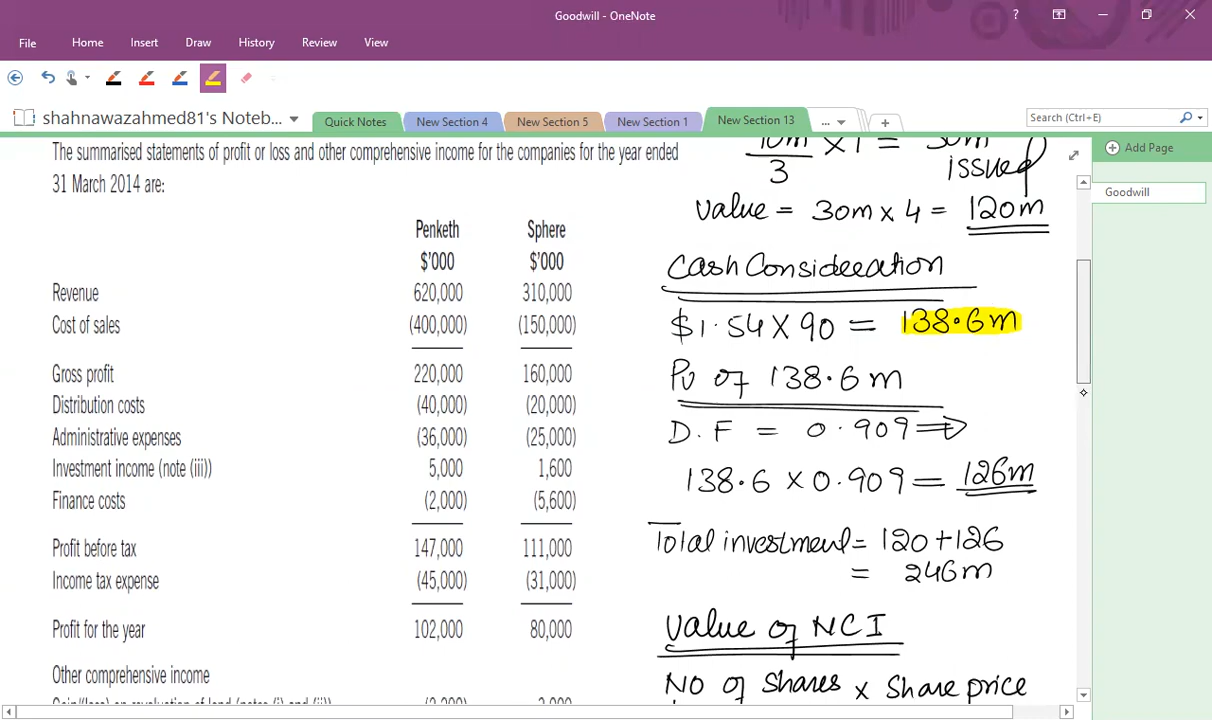 Goodwill - OneNote
?
File Home Insert Draw History Review View
shahnawazahmed81's Noteb... Quick Notes New Section 4 New Section 5 New Section 1 New Section 13 ... + Search (Ctrl+E)
Add Page
Goodwill
The summarised statements of profit or loss and other comprehensive income for the companies for the year ended
31 March 2014 are:
Penketh Sphere
$'000 $'000
Revenue 620,000 310,000
Cost of sales (400,000) (150,000)
Gross profit 220,000 160,000
Distribution costs (40,000) (20,000)
Administrative expenses (36,000) (25,000)
Investment income (note (iii)) 5,000 1,600
Finance costs (2,000) (5,600)
Profit before tax 147,000 111,000
Income tax expense (45,000) (31,000)
Profit for the year 102,000 80,000
Other comprehensive income
3 x 1 = issued
Value = 30m x 4 = 120m
Cash Consideration
$1.54 x 90 = 138.6m
Pv of 138.6m
D.F = 0.909 ⇒
138.6 x 0.909 = 126m
Total investment = 120+126
= 246m
Value of NCI
No of Shares x Share price